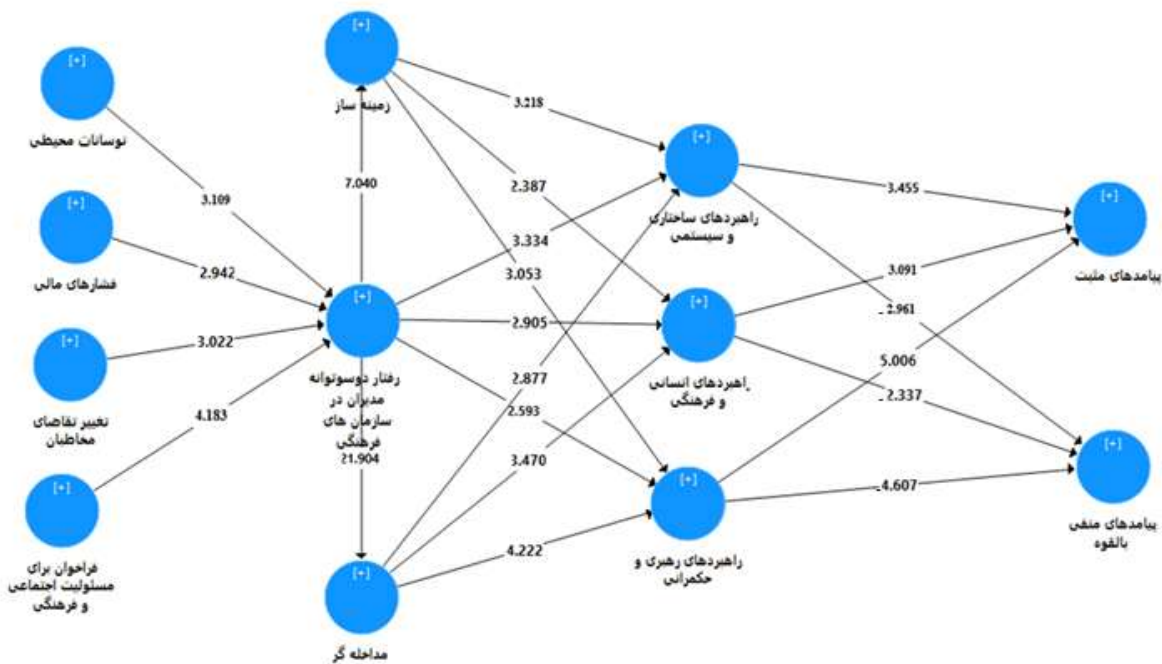 [+]
نوسانات محیطی
[+]
فشارهای مالی
[+]
تغییر تقاضای
مخاطبان
[+]
فراخوان برای
مسئولیت اجتماعی
و فرهنگی
3.109
2.942
3.022
4.183
[+]
زمینه ساز
7.040
[+]
رفتار دوسوتوانه
مدیران در
سازمان های
فرهنگی
21.904
[+]
مداخله گر
3.218
2.387
3.334
3.053
2.905
2.877
2.593
3.470
4.222
[+]
راهبردهای ساختاری
و سیستمی
[+]
راهبردهای انسانی
و فرهنگی
[+]
راهبردهای رهبری و
حکمرانی
3.455
3.091
-2.961
5.006
-2.337
-4.607
[+]
پیامدهای مثبت
[+]
پیامدهای منفی
بالقوه